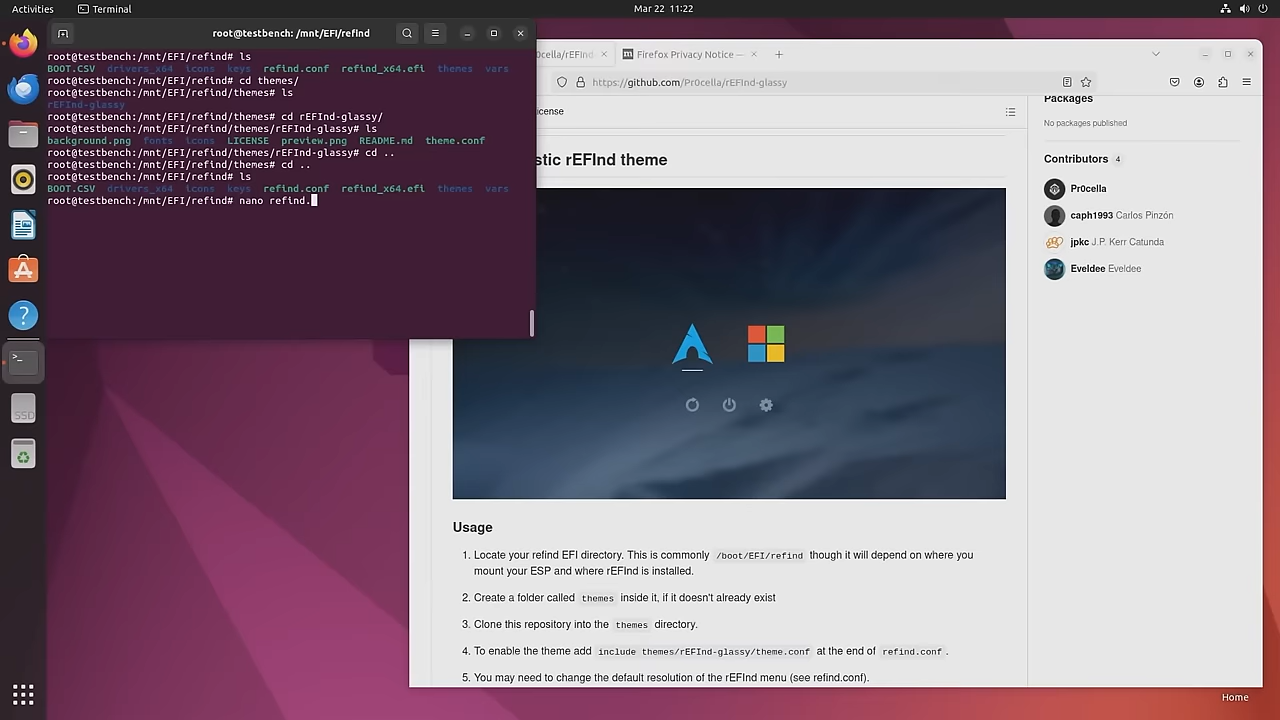 Activities
Terminal
Mar 22 11:22
root@testbench: /mnt/EFI/refind
root@testbench:/mnt/EFI/refind# ls
BOOT.CSV drivers_x64 icons keys refind.conf refind_x64.efi themes vars
root@testbench:/mnt/EFI/refind# cd themes/
root@testbench:/mnt/EFI/refind/themes# ls
rEFInd-glassy
root@testbench:/mnt/EFI/refind/themes# cd rEFInd-glassy/
root@testbench:/mnt/EFI/refind/themes/rEFInd-glassy# ls
background.png fonts icons LICENSE preview.png README.md theme.conf
root@testbench:/mnt/EFI/refind/themes/rEFInd-glassy# cd ..
root@testbench:/mnt/EFI/refind/themes# cd ..
root@testbench:/mnt/EFI/refind# ls
BOOT.CSV drivers_x64 icons keys refind.conf refind_x64.efi themes vars
root@testbench:/mnt/EFI/refind# nano refind.
0cella/rEFInd
Firefox Privacy Notice —
https://github.com/Pr0cella/rEFInd-glassy
icense
stic rEFInd theme
Usage
1. Locate your refind EFI directory. This is commonly /boot/EFI/refind though it will depend on where you
mount your ESP and where rEFInd is installed.
2. Create a folder called themes inside it, if it doesn't already exist
3. Clone this repository into the themes directory.
4. To enable the theme add include themes/rEFInd-glassy/theme.conf at the end of refind.conf.
5. You may need to change the default resolution of the rEFInd menu (see refind.conf).
Packages
No packages published
Contributors 4
Pr0cella
caph1993 Carlos Pinzón
jpkc J.P. Kerr Catunda
Eveldee Eveldee
SSD
Home